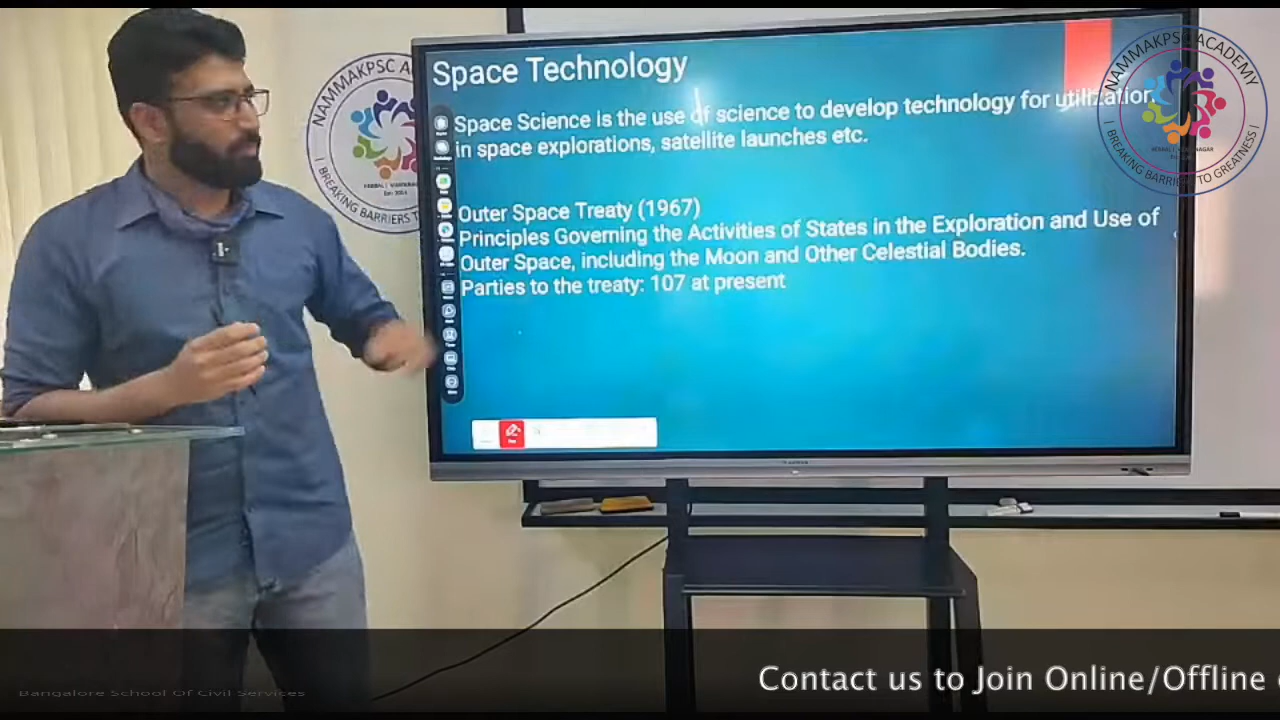 Space Technology
Space Science is the use of science to develop technology for utilization
in space explorations, satellite launches etc.
Outer Space Treaty (1967)
Principles Governing the Activities of States in the Exploration and Use of
Outer Space, including the Moon and Other Celestial Bodies.
Parties to the treaty: 107 at present
NAMMAKPSC A
| BREAKING BARRIERS T
NAMMAKPSC ACADEMY
| BREAKING BARRIERS TO GREATNESS |
Contact us to Join Online/Offline
Bangalore School Of Civil Services